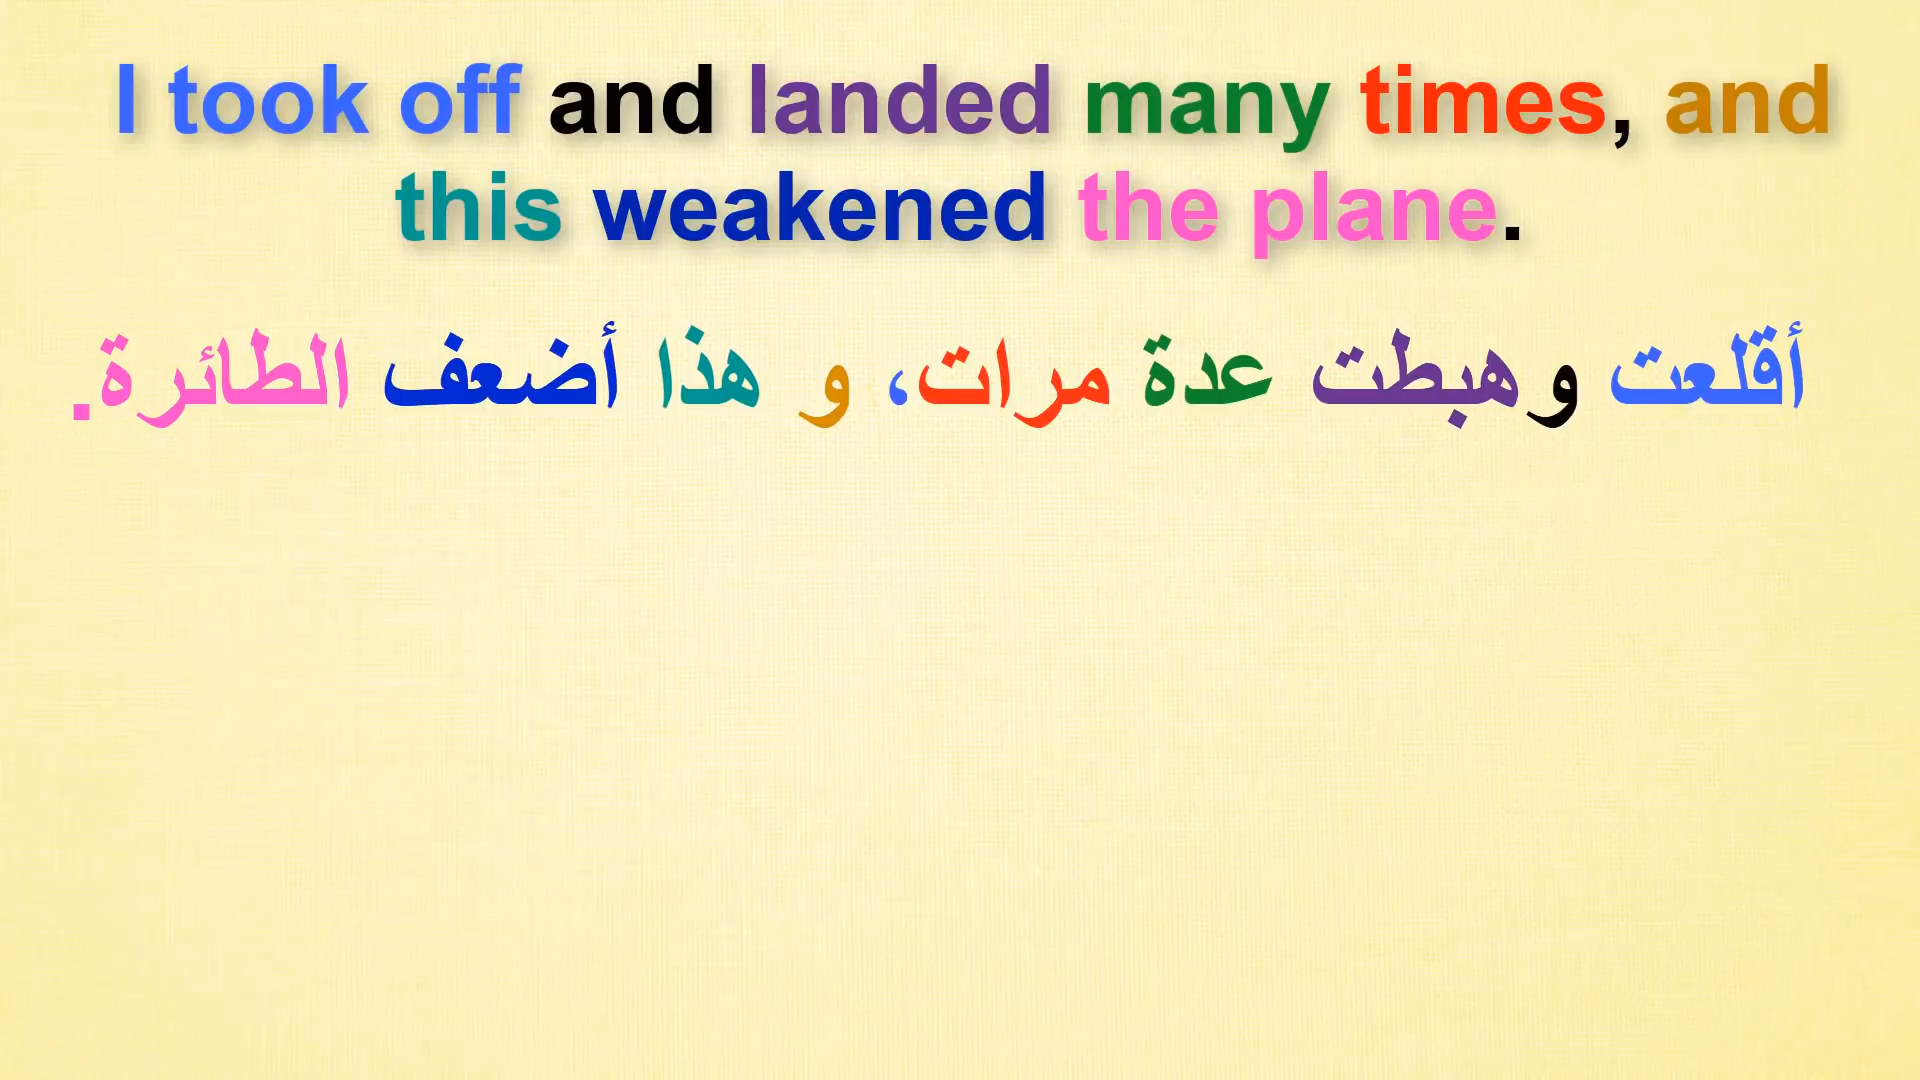 I took off and landed many times, and
this weakened the plane.
أقلعت وهبطت عدة مرات، و هذا أضعف الطائرة.